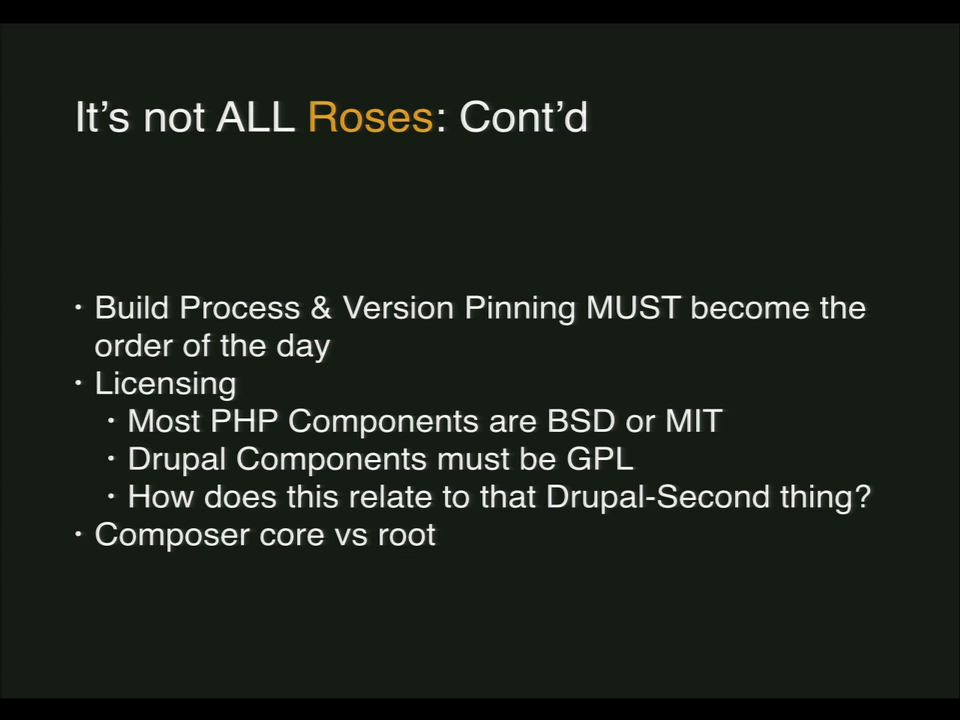 It’s not ALL Roses: Cont’d
• Build Process & Version Pinning MUST become the
order of the day
• Licensing
• Most PHP Components are BSD or MIT
• Drupal Components must be GPL
• How does this relate to that Drupal-Second thing?
• Composer core vs root